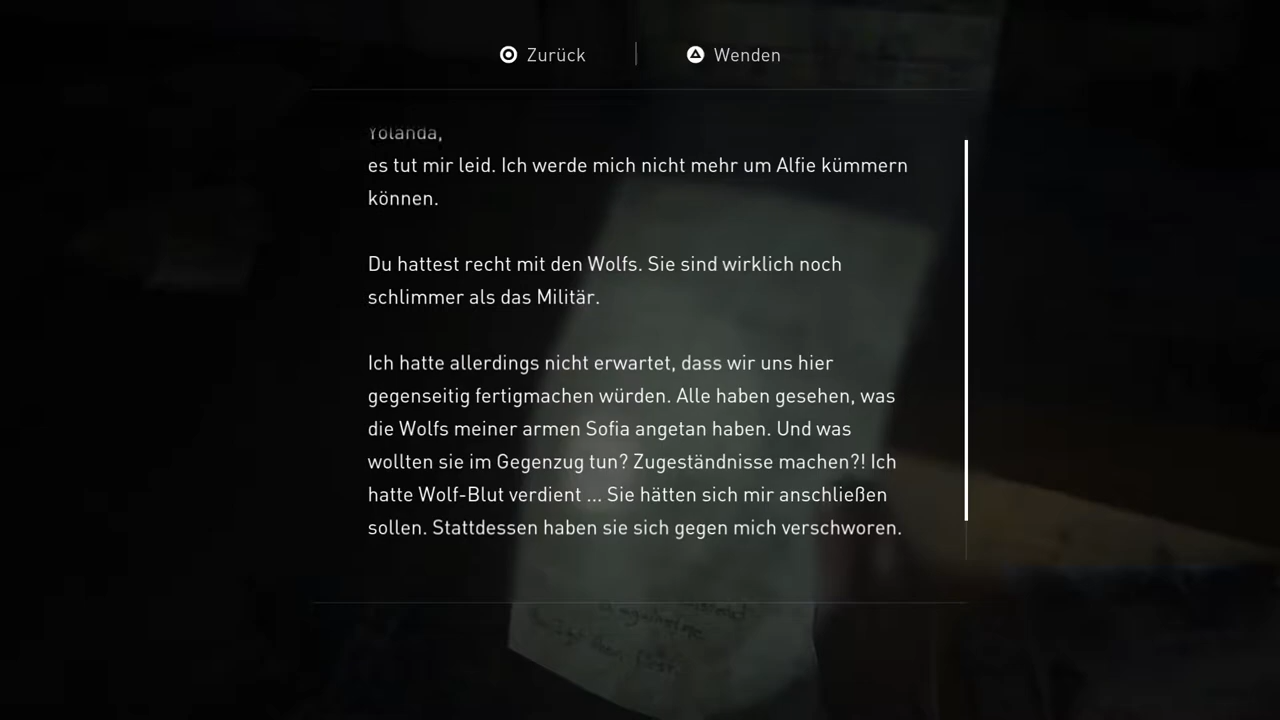 Zurück
Wenden
Yolanda,
es tut mir leid. Ich werde mich nicht mehr um Alfie kümmern
können.
Du hattest recht mit den Wolfs. Sie sind wirklich noch
schlimmer als das Militär.
Ich hatte allerdings nicht erwartet, dass wir uns hier
gegenseitig fertigmachen würden. Alle haben gesehen, was
die Wolfs meiner armen Sofia angetan haben. Und was
wollten sie im Gegenzug tun? Zugeständnisse machen?! Ich
hatte Wolf-Blut verdient ... Sie hätten sich mir anschließen
sollen. Stattdessen haben sie sich gegen mich verschworen.